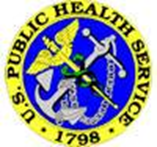 U.S. PUBLIC HEALTH SERVICE
· 1798 ·